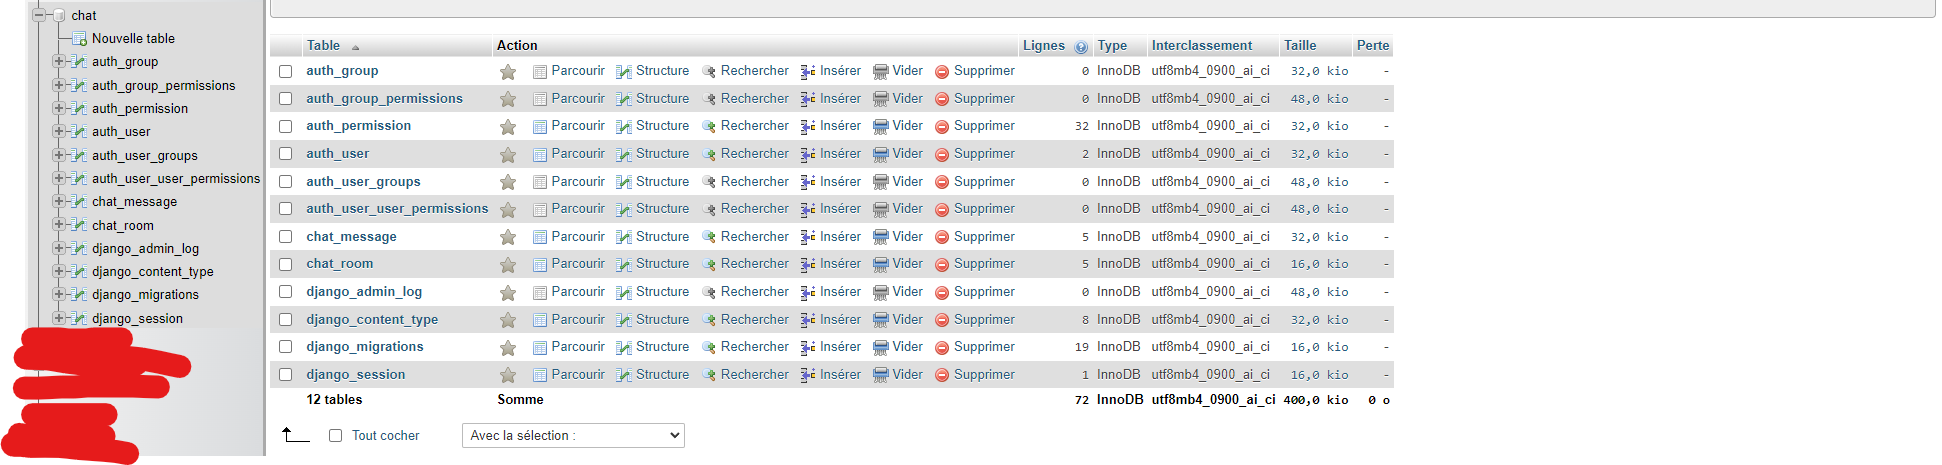 chat
Nouvelle table
auth_group
auth_group_permissions
auth_permission
auth_user
auth_user_groups
auth_user_user_permissions
chat_message
chat_room
django_admin_log
django_content_type
django_migrations
django_session
Table Action Lignes Type Interclassement Taille Perte
auth_group Parcourir Structure Rechercher Insérer Vider Supprimer 0 InnoDB utf8mb4_0900_ai_ci 32,0 kio -
auth_group_permissions Parcourir Structure Rechercher Insérer Vider Supprimer 0 InnoDB utf8mb4_0900_ai_ci 48,0 kio -
auth_permission Parcourir Structure Rechercher Insérer Vider Supprimer 32 InnoDB utf8mb4_0900_ai_ci 32,0 kio -
auth_user Parcourir Structure Rechercher Insérer Vider Supprimer 2 InnoDB utf8mb4_0900_ai_ci 32,0 kio -
auth_user_groups Parcourir Structure Rechercher Insérer Vider Supprimer 0 InnoDB utf8mb4_0900_ai_ci 48,0 kio -
auth_user_user_permissions Parcourir Structure Rechercher Insérer Vider Supprimer 0 InnoDB utf8mb4_0900_ai_ci 48,0 kio -
chat_message Parcourir Structure Rechercher Insérer Vider Supprimer 5 InnoDB utf8mb4_0900_ai_ci 32,0 kio -
chat_room Parcourir Structure Rechercher Insérer Vider Supprimer 5 InnoDB utf8mb4_0900_ai_ci 16,0 kio -
django_admin_log Parcourir Structure Rechercher Insérer Vider Supprimer 0 InnoDB utf8mb4_0900_ai_ci 48,0 kio -
django_content_type Parcourir Structure Rechercher Insérer Vider Supprimer 8 InnoDB utf8mb4_0900_ai_ci 32,0 kio -
django_migrations Parcourir Structure Rechercher Insérer Vider Supprimer 19 InnoDB utf8mb4_0900_ai_ci 16,0 kio -
django_session Parcourir Structure Rechercher Insérer Vider Supprimer 1 InnoDB utf8mb4_0900_ai_ci 16,0 kio -
12 tables Somme 72 InnoDB utf8mb4_0900_ai_ci 400,0 kio 0 o
Tout cocher Avec la sélection :